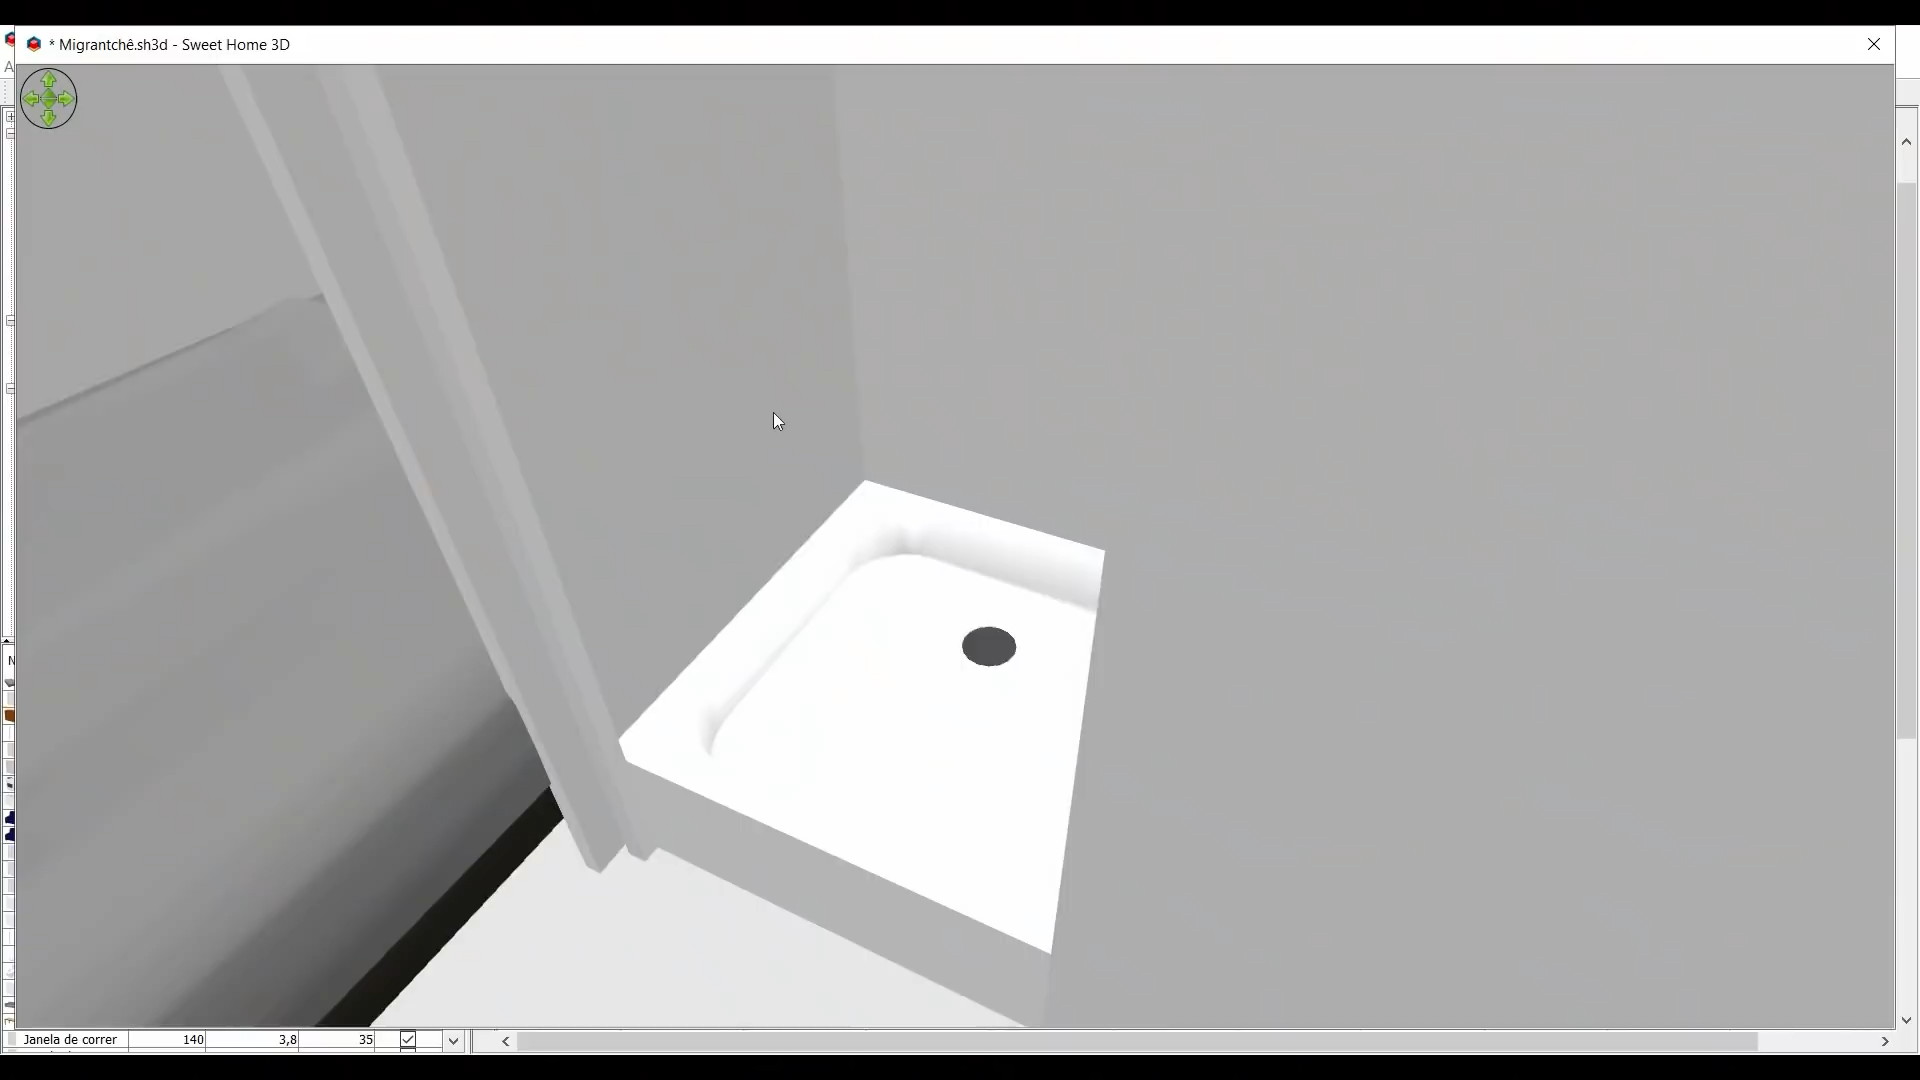 * Migrantchê.sh3d - Sweet Home 3D
A
N
Janela de correr 140 3,8 35